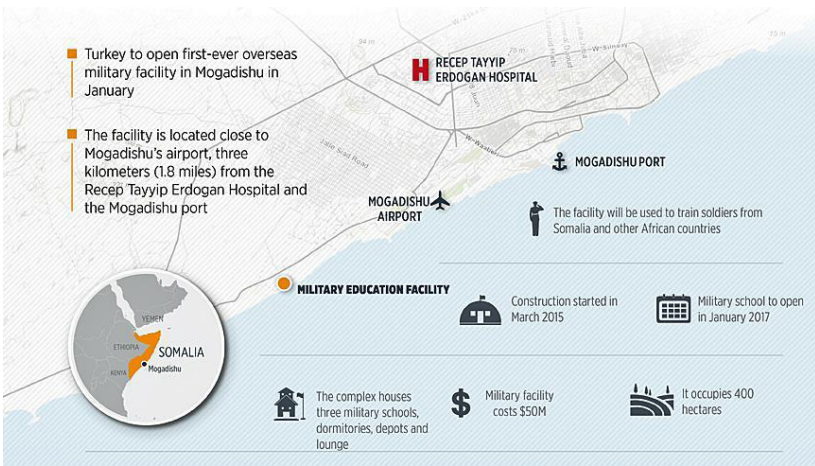 Turkey to open first-ever overseas
military facility in Mogadishu in
January
The facility is located close to
Mogadishu's airport, three
kilometers (1.8 miles) from the
Recep Tayyip Erdogan Hospital and
the Mogadishu port
H RECEP TAYYIP
ERDOGAN HOSPITAL
MOGADISHU PORT
MOGADISHU
AIRPORT
MILITARY EDUCATION FACILITY
The facility will be used to train soldiers from
Somalia and other African countries
Construction started in
March 2015
Military school to open
in January 2017
The complex houses
three military schools,
dormitories, depots and
lounge
$
Military facility
costs $50M
It occupies 400
hectares
YEMEN
ETHIOPIA
SOMALIA
KENYA
Mogadishu
Jalle Siad Road